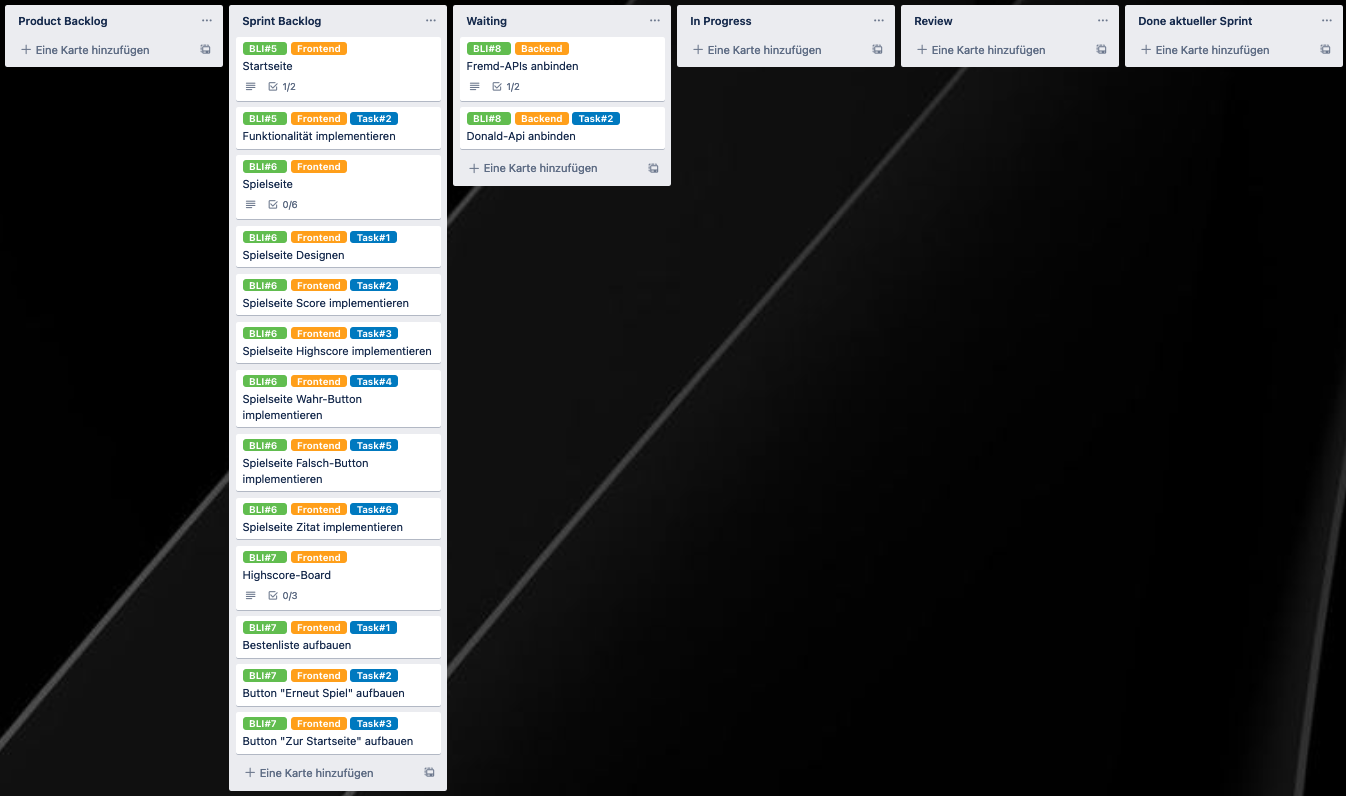 Product Backlog
Eine Karte hinzufügen
Sprint Backlog
BLI#5 Frontend
Startseite
1/2
BLI#5 Frontend Task#2
Funktionalität implementieren
BLI#6 Frontend
Spielseite
0/6
BLI#6 Frontend Task#1
Spielseite Designen
BLI#6 Frontend Task#2
Spielseite Score implementieren
BLI#6 Frontend Task#3
Spielseite Highscore implementieren
BLI#6 Frontend Task#4
Spielseite Wahr-Button
implementieren
BLI#6 Frontend Task#5
Spielseite Falsch-Button
implementieren
BLI#6 Frontend Task#6
Spielseite Zitat implementieren
BLI#7 Frontend
Highscore-Board
0/3
BLI#7 Frontend Task#1
Bestenliste aufbauen
BLI#7 Frontend Task#2
Button "Erneut Spiel" aufbauen
BLI#7 Frontend Task#3
Button "Zur Startseite" aufbauen
Eine Karte hinzufügen
Waiting
BLI#8 Backend
Fremd-APIs anbinden
1/2
BLI#8 Backend Task#2
Donald-Api anbinden
Eine Karte hinzufügen
In Progress
Eine Karte hinzufügen
Review
Eine Karte hinzufügen
Done aktueller Sprint
Eine Karte hinzufügen